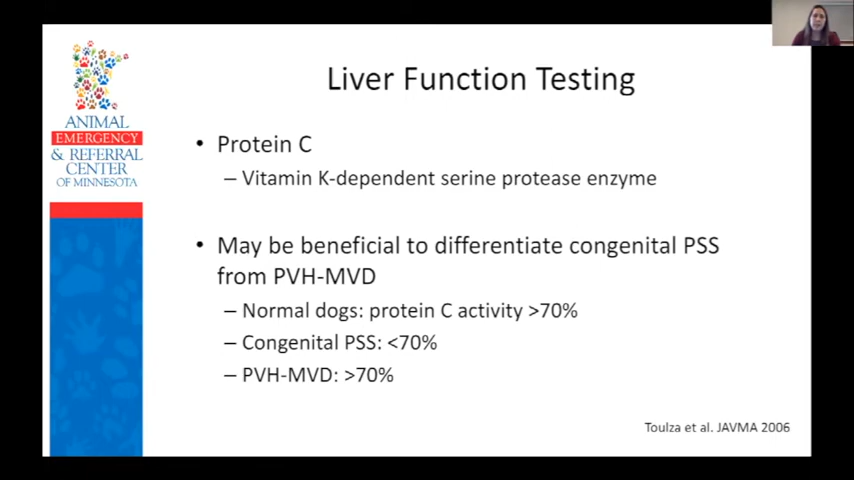 Liver Function Testing
ANIMAL
EMERGENCY
& REFERRAL
CENTER
OF MINNESOTA
• Protein C
– Vitamin K-dependent serine protease enzyme
• May be beneficial to differentiate congenital PSS
from PVH-MVD
– Normal dogs: protein C activity >70%
– Congenital PSS: <70%
– PVH-MVD: >70%
Toulza et al. JAVMA 2006